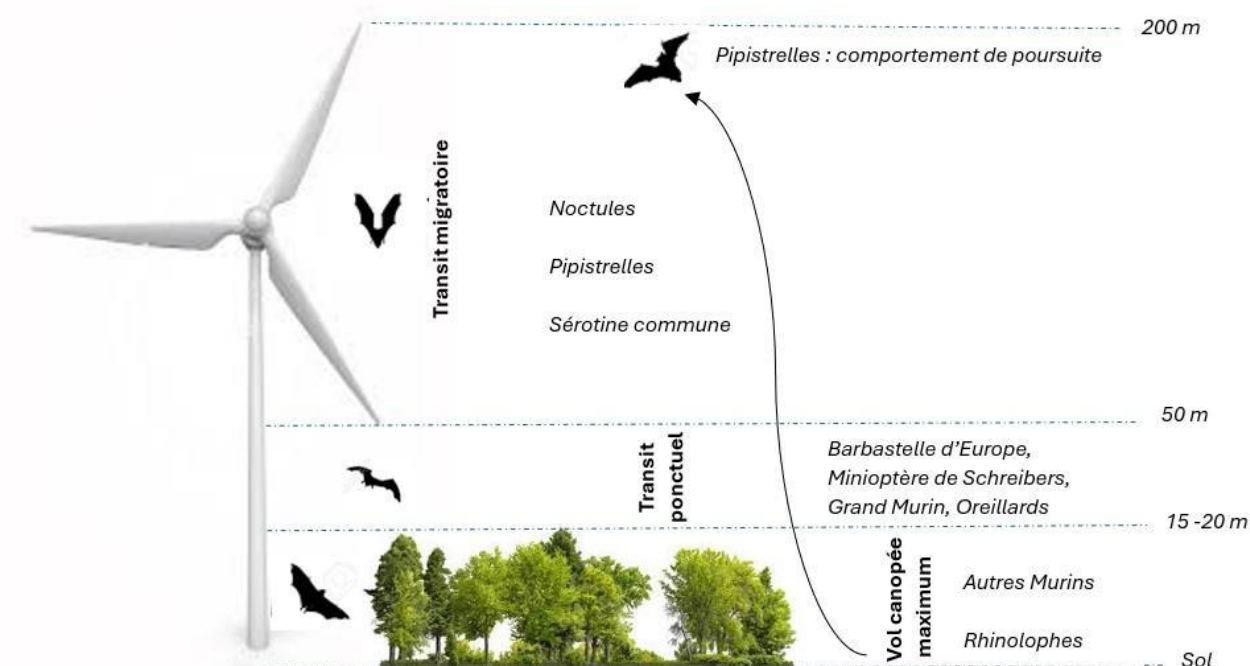 200 m
Pipistrelles : comportement de poursuite
Transit migratoire
Noctules
Pipistrelles
Sérotine commune
50 m
Transit
ponctuel
Barbastelle d’Europe,
Minioptère de Schreibers,
Grand Murin, Oreillards
15 -20 m
Vol canopée
maximum
Autres Murins
Rhinolophes
Sol